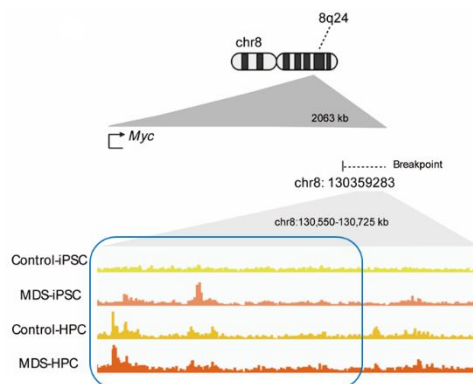 8q24
chr8
2063 kb
Myc
Breakpoint
chr8: 130359283
chr8:130,550-130,725 kb
Control-iPSC
MDS-iPSC
Control-HPC
MDS-HPC